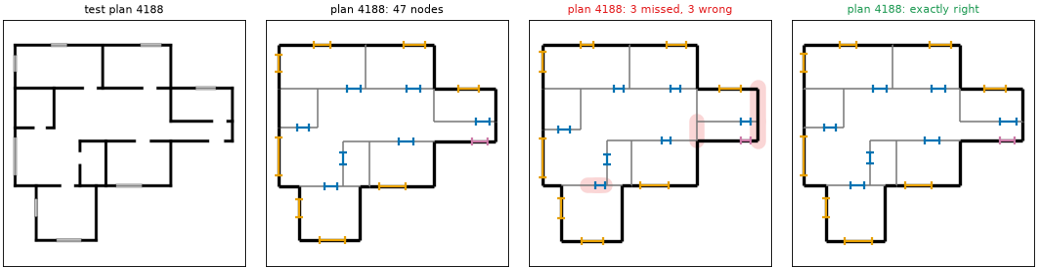 test plan 4188
plan 4188: 47 nodes
plan 4188: 3 missed, 3 wrong
plan 4188: exactly right